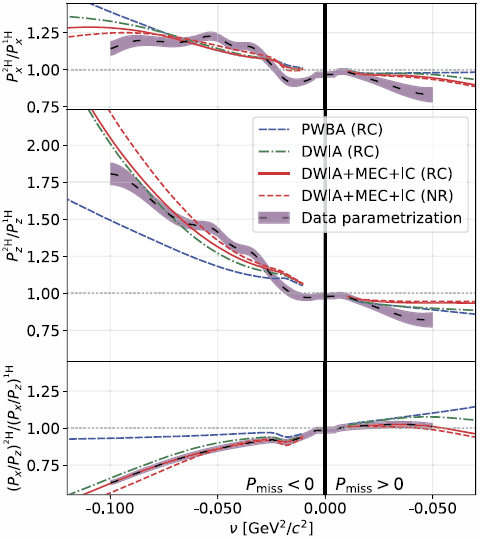 P_x^{2H}/P_x^{1H}
1.25
1.00
0.75
P_z^{2H}/P_z^{1H}
2.00
1.75
1.50
1.25
1.00
0.75
PWBA (RC)
DWIA (RC)
DWIA+MEC+IC (RC)
DWIA+MEC+IC (NR)
Data parametrization
(P_x/P_z)^{2H}/(P_x/P_z)^{1H}
1.00
0.75
P_miss < 0
P_miss > 0
-0.100 -0.050 0.000 -0.050
ν [GeV²/c²]